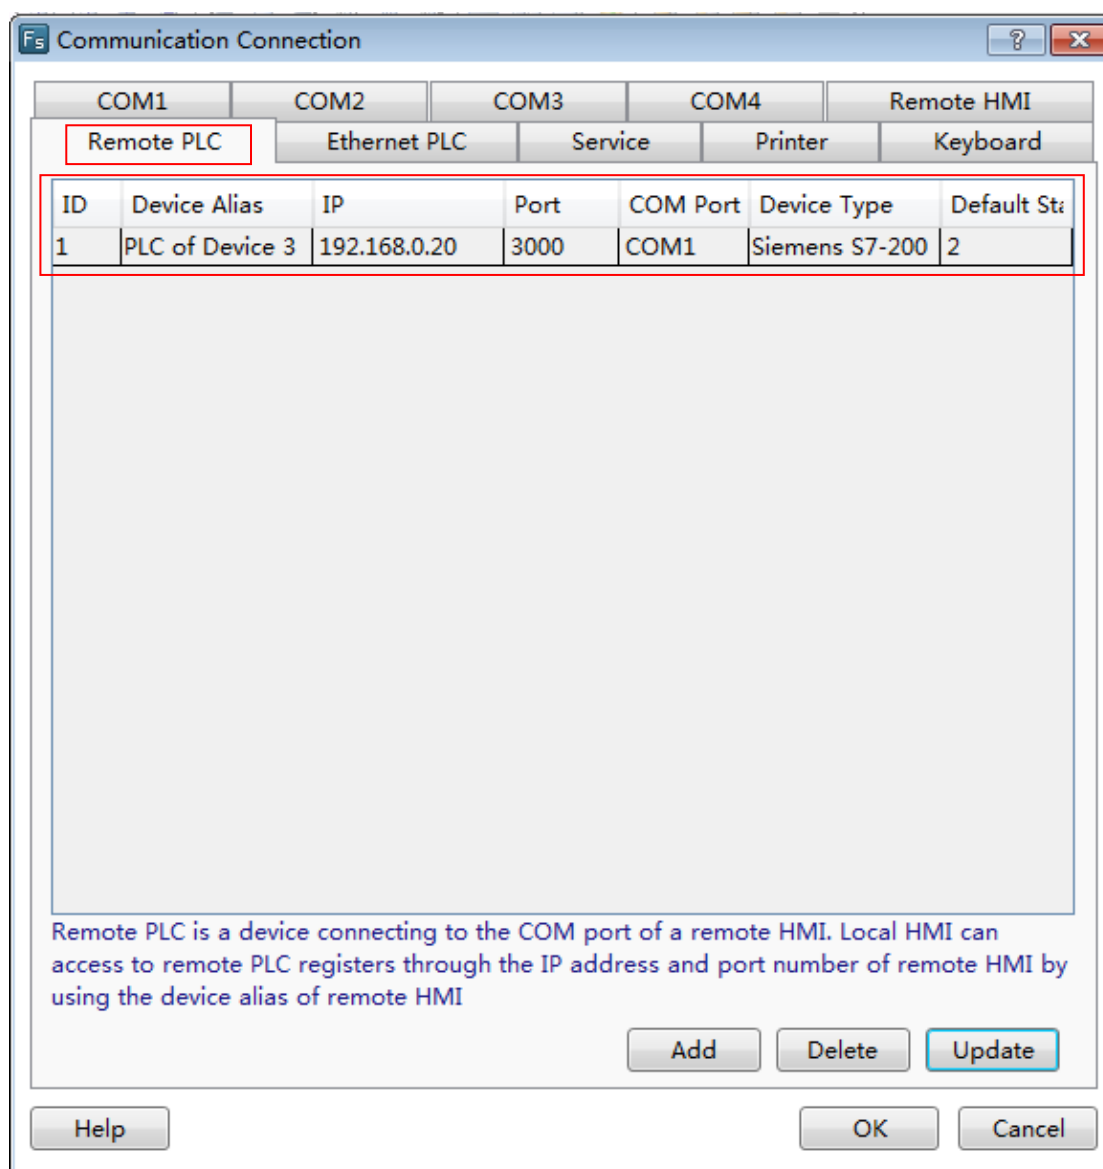 Fs Communication Connection ?
COM1 COM2 COM3 COM4 Remote HMI
Remote PLC Ethernet PLC Service Printer Keyboard
ID Device Alias IP Port COM Port Device Type Default Sta
1 PLC of Device 3 192.168.0.20 3000 COM1 Siemens S7-200 2
Remote PLC is a device connecting to the COM port of a remote HMI. Local HMI can
access to remote PLC registers through the IP address and port number of remote HMI by
using the device alias of remote HMI
Add Delete Update
Help OK Cancel